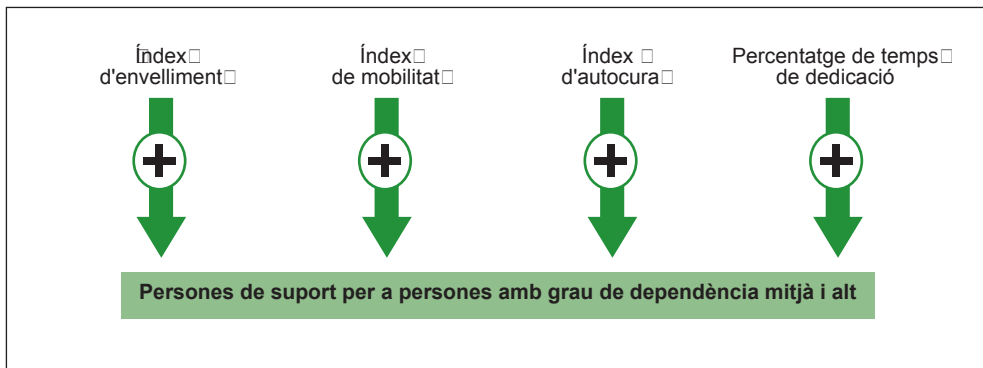 Índex
d'envelliment
Índex
de mobilitat
Índex
d'autocura
Percentatge de temps
de dedicació
Persones de suport per a persones amb grau de dependència mitjà i alt